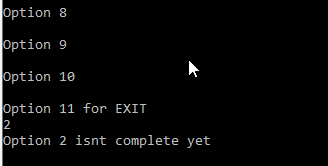 Option 8
Option 9
Option 10
Option 11 for EXIT
2
Option 2 isnt complete yet